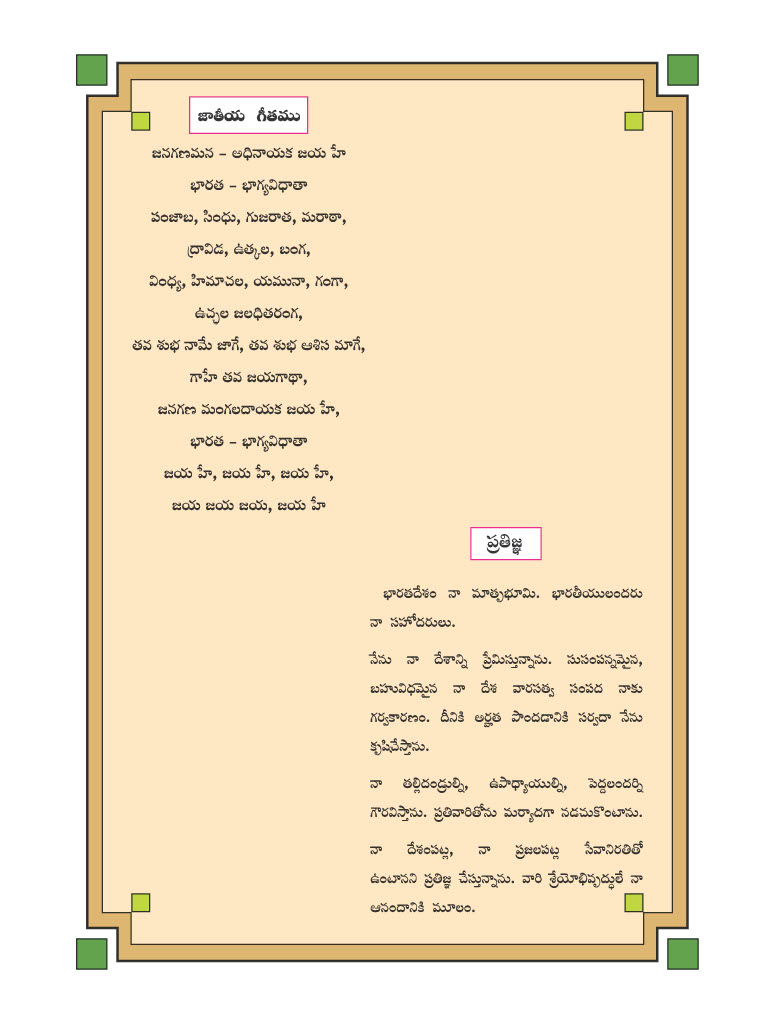 జాతీయ గీతము
జనగణమన – అధినాయక జయ హే
భారత – భాగ్యవిధాతా
పంజాబ, సింధు, గుజరాత, మరాఠా,
ద్రావిడ, ఉత్కల, బంగ,
వింధ్య, హిమాచల, యమునా, గంగా,
ఉచ్ఛల జలధితరంగ,
తవ శుభ నామే జాగే, తవ శుభ ఆశిస మాగే,
గాహే తవ జయగాథా,
జనగణ మంగలదాయక జయ హే,
భారత – భాగ్యవిధాతా
జయ హే, జయ హే, జయ హే,
జయ జయ జయ, జయ హే
ప్రతిజ్ఞ
భారతదేశం నా మాతృభూమి. భారతీయులందరు
నా సహోదరులు.
నేను నా దేశాన్ని ప్రేమిస్తున్నాను. సుసంపన్నమైన,
బహువిధమైన నా దేశ వారసత్వ సంపద నాకు
గర్వకారణం. దీనికి అర్హత పొందడానికి సర్వదా నేను
కృషిచేస్తాను.
నా తల్లిదండ్రుల్ని, ఉపాధ్యాయుల్ని, పెద్దలందర్ని
గౌరవిస్తాను. ప్రతివారితోను మర్యాదగా నడచుకొంటాను.
నా దేశంపట్ల, నా ప్రజలపట్ల సేవానిరతితో
ఉంటానని ప్రతిజ్ఞ చేస్తున్నాను. వారి శ్రేయోభివృద్ధులే నా
ఆనందానికి మూలం.